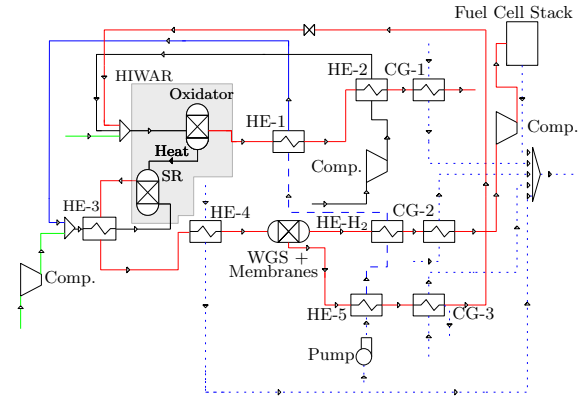 Fuel Cell Stack
HE-2
CG-1
HIWAR
Oxidator
HE-1
Comp.
Comp.
Heat
SR
HE-3
HE-4
HE-H₂
CG-2
WGS +
Membranes
Comp.
HE-5
CG-3
Pump